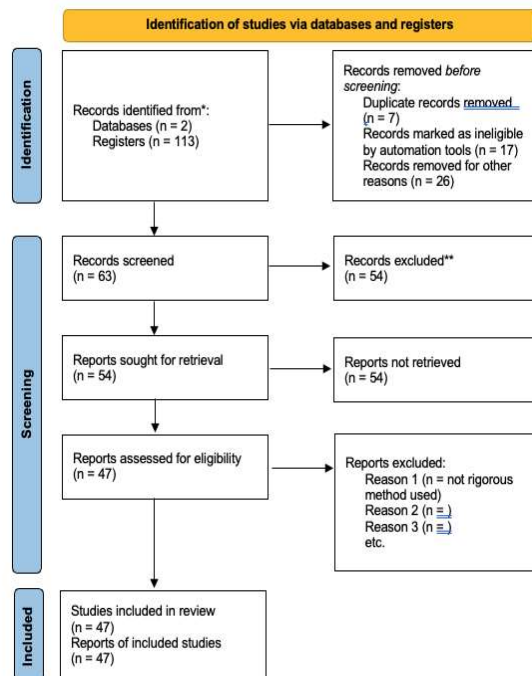 Identification of studies via databases and registers
Identification
Records identified from*:
Databases (n = 2)
Registers (n = 113)
Records removed before
screening:
Duplicate records removed
(n = 7)
Records marked as ineligible
by automation tools (n = 17)
Records removed for other
reasons (n = 26)
Screening
Records screened
(n = 63)
Records excluded**
(n = 54)
Reports sought for retrieval
(n = 54)
Reports not retrieved
(n = 54)
Reports assessed for eligibility
(n = 47)
Reports excluded:
Reason 1 (n = not rigorous
method used)
Reason 2 (n = )
Reason 3 (n = )
etc.
Included
Studies included in review
(n = 47)
Reports of included studies
(n = 47)